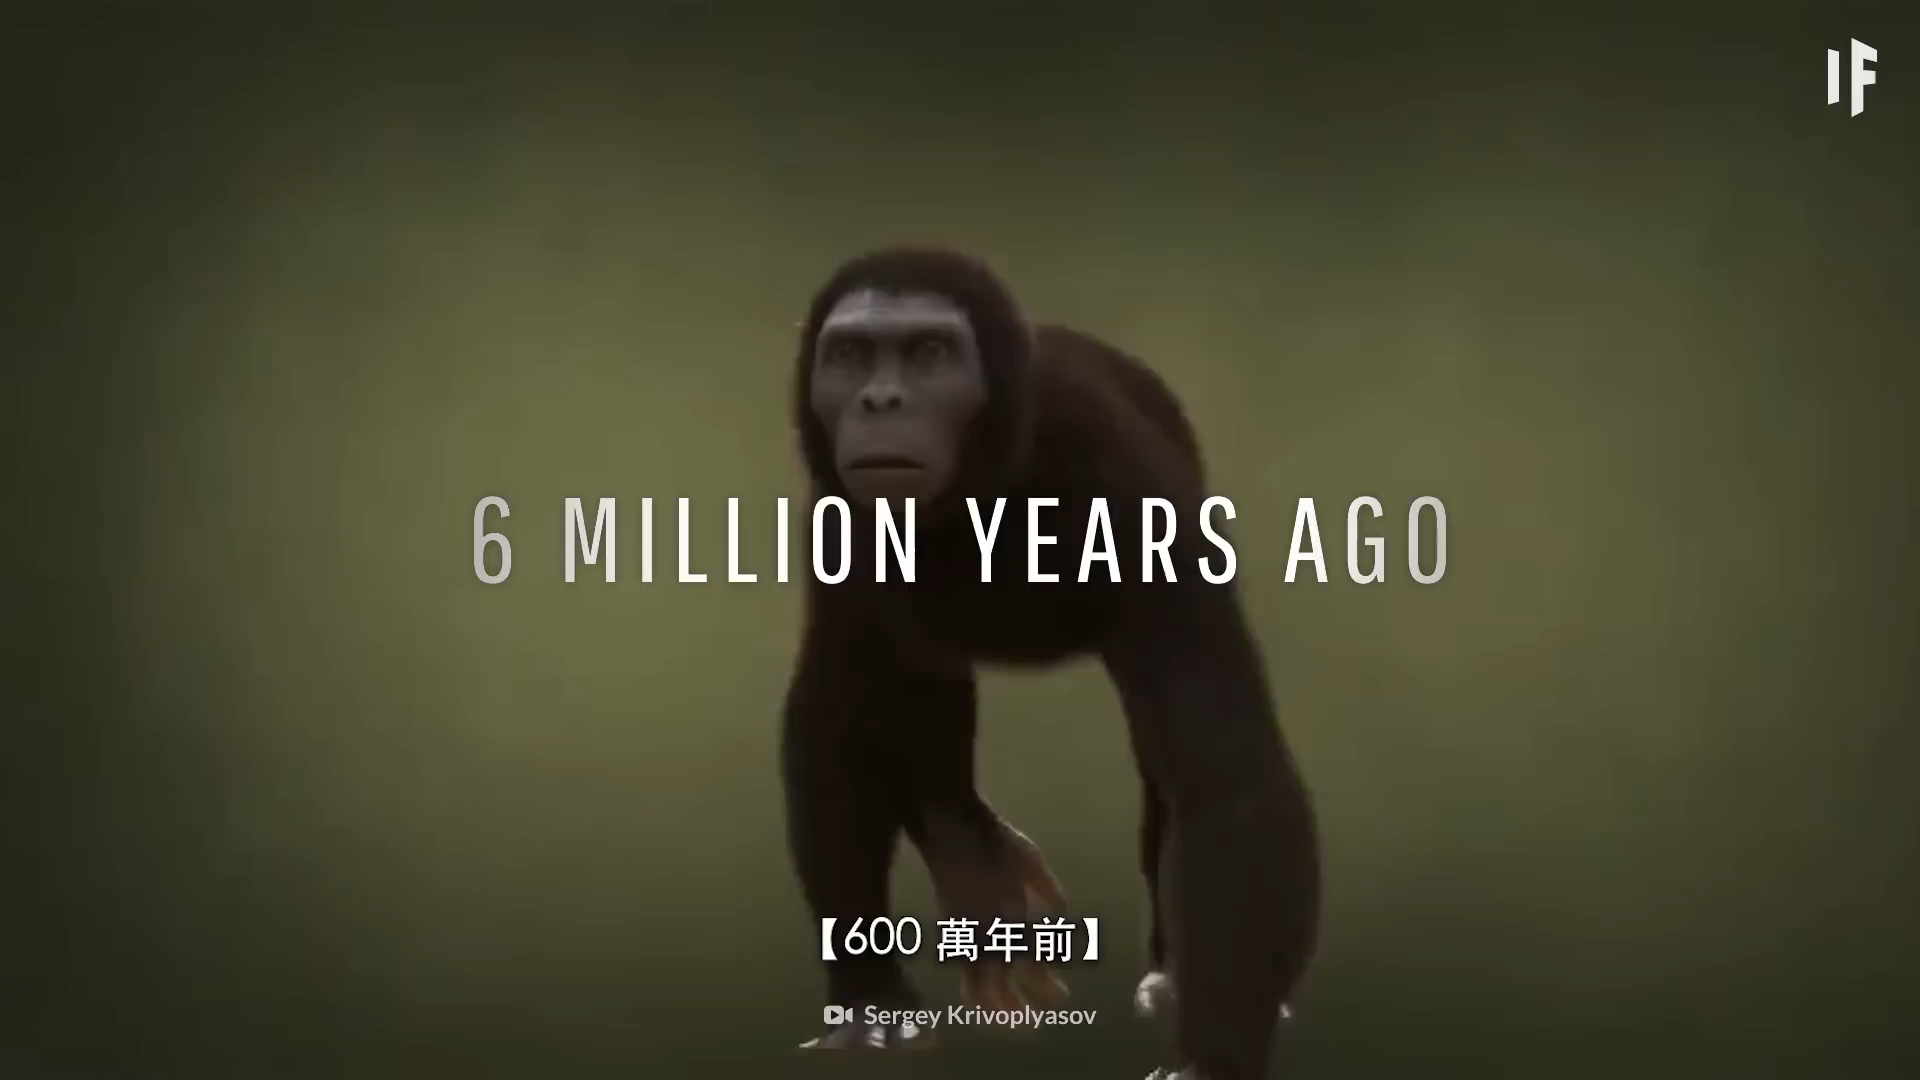 IF
6 MILLION YEARS AGO
【600 萬年前】
Sergey Krivoplyasov